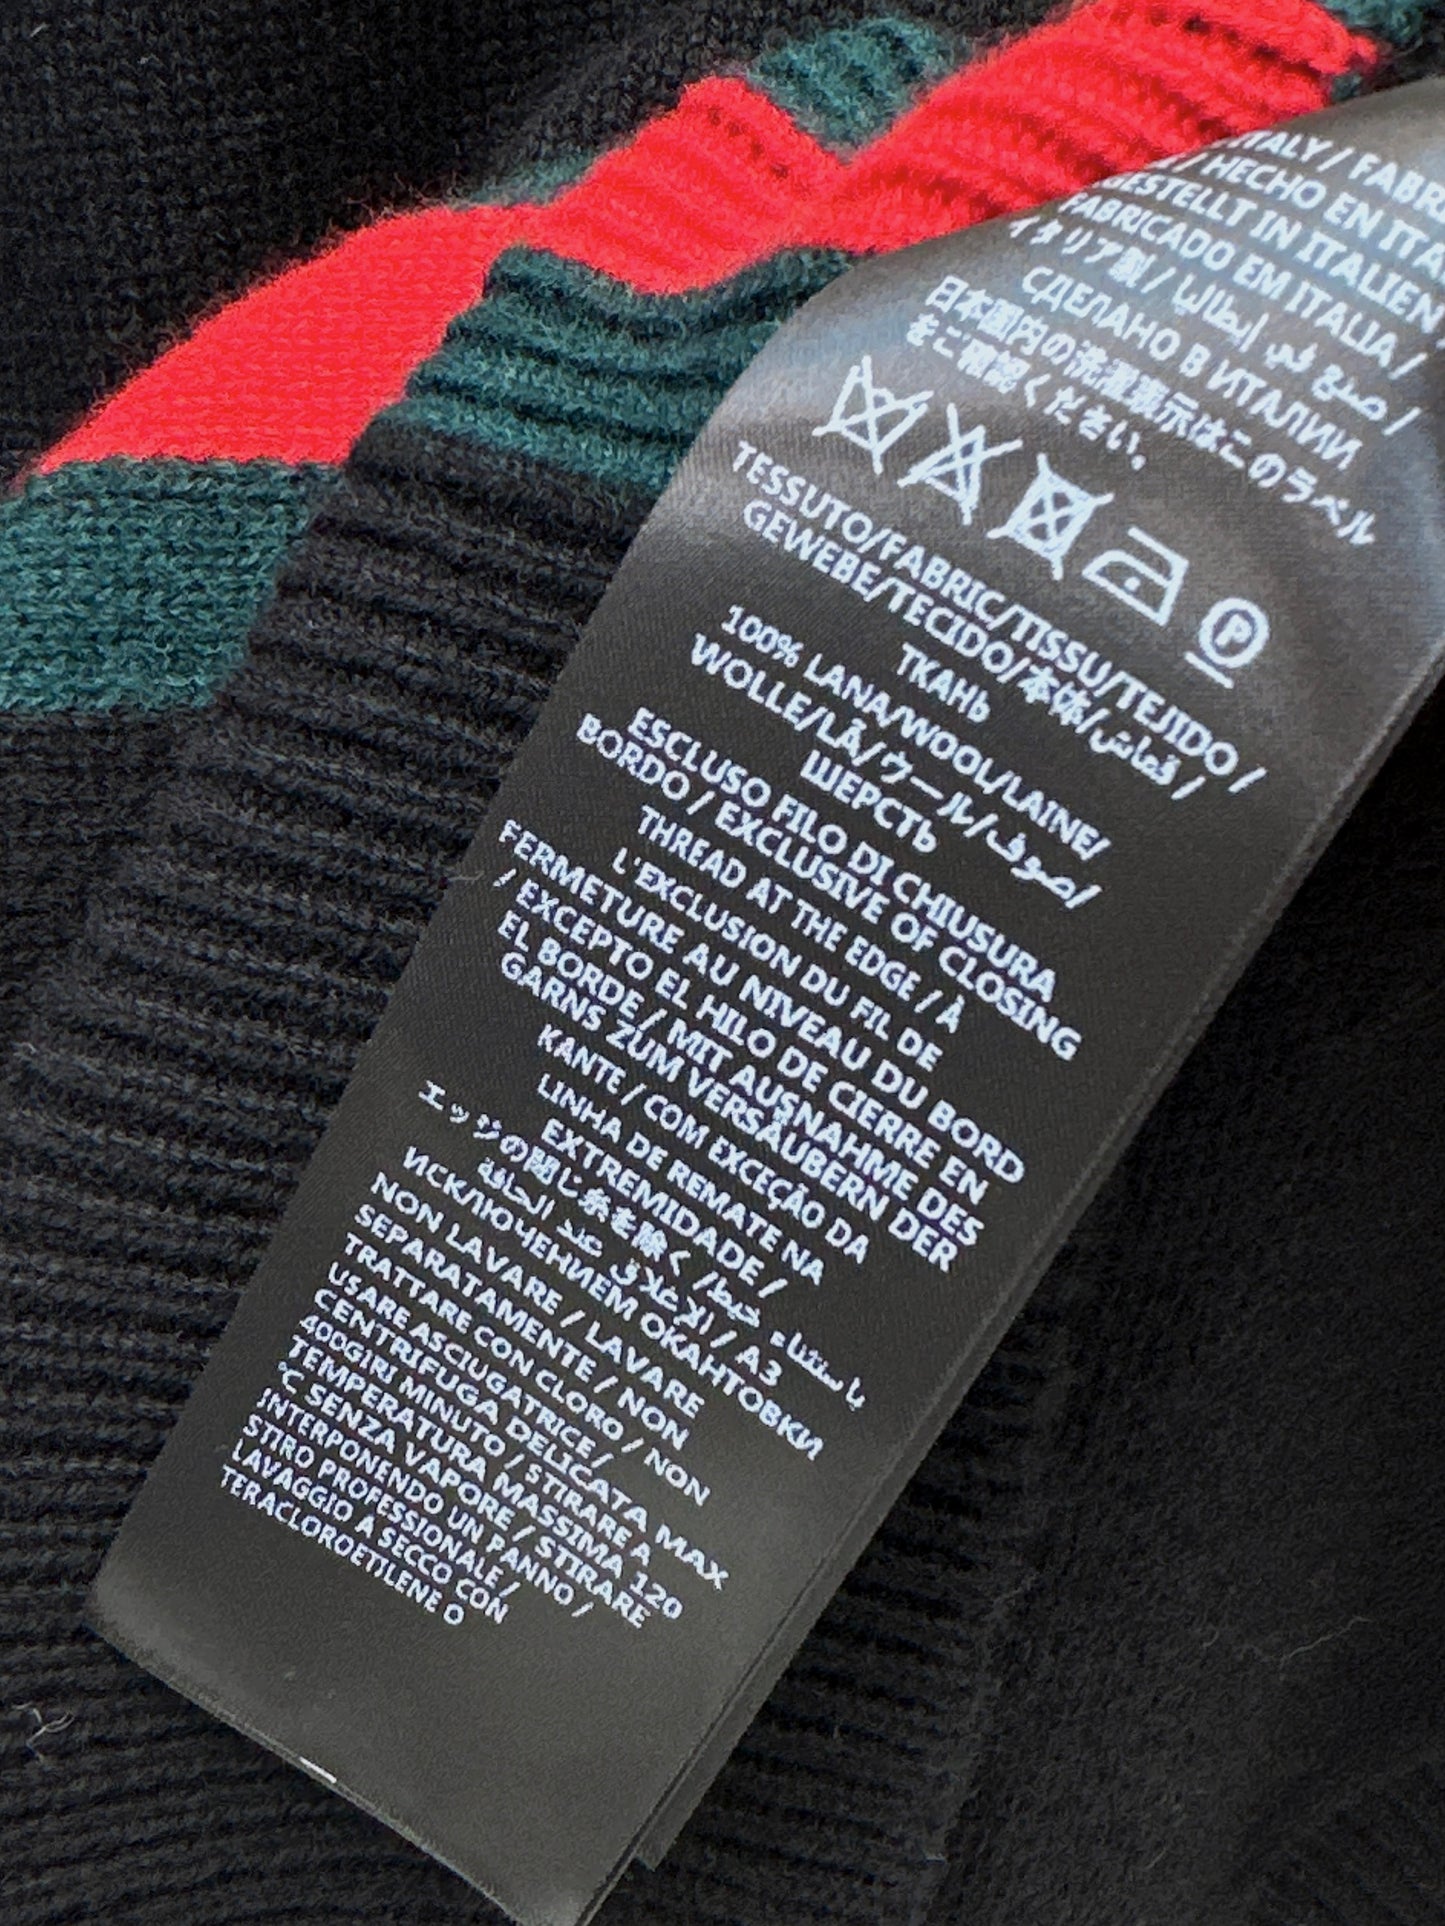 ITALY / FABRI
/ HECHO EN ITA
GESTELLT IN ITALIEN
FABRICADO EM ITALIA /
イタリア製 / صنع في إيطاليا /
СДЕЛАНО В ИТАЛИИ
日本国内の洗濯表示はこのラベル
をご確認ください。
P
TESSUTO/FABRIC/TISSU/TEJIDO/
GEWEBE/TECIDO/本体/قماش/
ТКАНЬ
100% LANA/WOOL/LAINE/
WOLLE/LÃ/ウール/صوف/
ШЕРСТЬ
ESCLUSO FILO DI CHIUSURA
BORDO / EXCLUSIVE OF CLOSING
THREAD AT THE EDGE / À
L'EXCLUSION DU FIL DE
FERMETURE AU NIVEAU DU BORD
/ EXCEPTO EL HILO DE CIERRE EN
EL BORDE / MIT AUSNAHME DES
GARNS ZUM VERSÄUBERN DER
KANTE / COM EXCEÇÃO DA
LINHA DE REMATE NA
EXTREMIDADE /
エッジの閉じ糸を除く / باستثناء خيط
الإغلاق عند الحافة / АЗ
ИСК/ЛЮЧЕНИЕМ ОКАНТОВКИ
NON LAVARE / LAVARE
SEPARATAMENTE / NON
TRATTARE CON CLORO / NON
USARE ASCIUGATRICE /
CENTRIFUGA DELICATA MAX
400GIRI MINUTO / STIRARE A
TEMPERATURA MASSIMA 120
°C SENZA VAPORE / STIRARE
INTERPONENDO UN PANNO /
STIRO PROFESSIONALE /
LAVAGGIO A SECCO CON
TERACLOROETILENE O